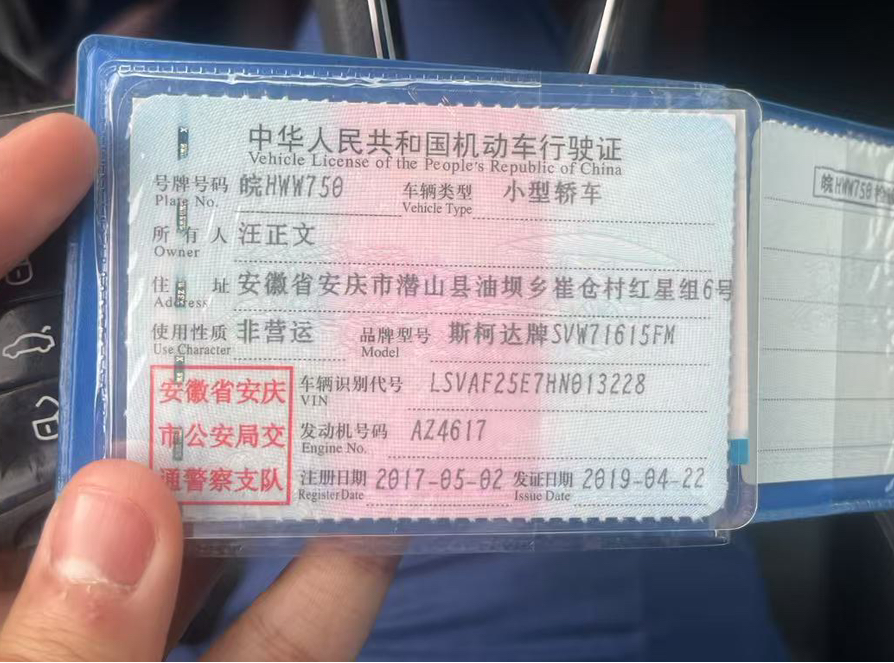 中华人民共和国机动车行驶证
Vehicle License of the People's Republic of China
号牌号码 皖HWW750 车辆类型 小型轿车
Plate No. Vehicle Type
所有人 汪正文
Owner
住址 安徽省安庆市潜山县油坝乡崔仓村红星组6号
Address
使用性质 非营运 品牌型号 斯柯达牌SVW71615FM
Use Character Model
安徽省安庆
市公安局交
通警察支队
车辆识别代号 LSVAF25E7HN013228
VIN
发动机号码 AZ4617
Engine No.
注册日期 2017-05-02 发证日期 2019-04-22
Register Date Issue Date
皖HWW750